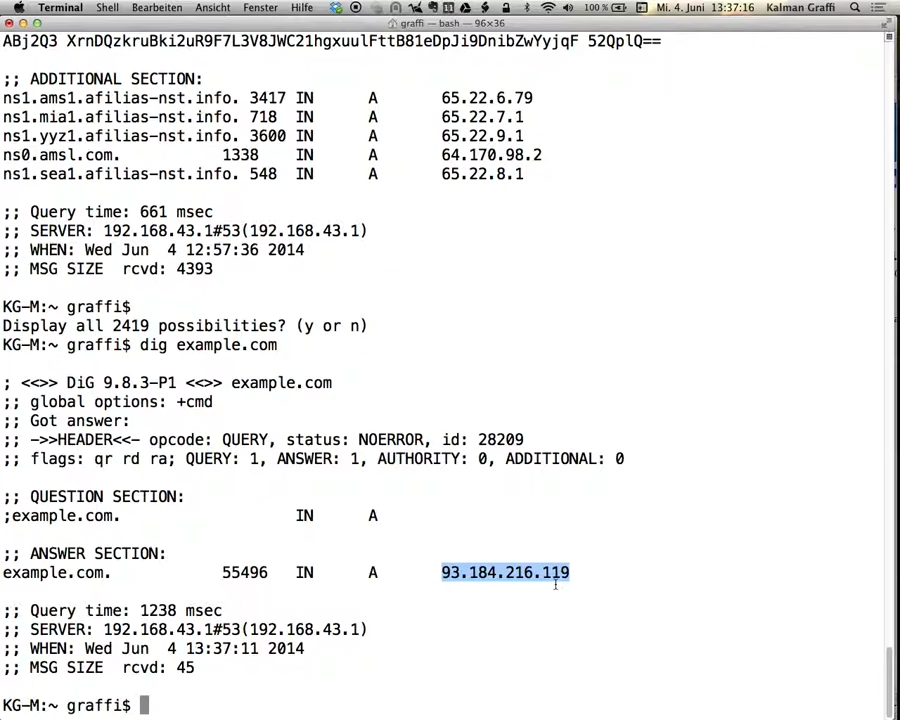 Terminal Shell Bearbeiten Ansicht Fenster Hilfe 100 % Mi. 4. Juni 13:37:16 Kalman Graffi
graffi — bash — 96×36
ABj2Q3 XrnDQzkruBki2uR9F7L3V8JWC21hgxuulFttB81eDpJi9DnibZwYyjqF 52QplQ==
;; ADDITIONAL SECTION:
ns1.ams1.afilias-nst.info. 3417 IN A 65.22.6.79
ns1.mia1.afilias-nst.info. 718 IN A 65.22.7.1
ns1.yyz1.afilias-nst.info. 3600 IN A 65.22.9.1
ns0.amsl.com. 1338 IN A 64.170.98.2
ns1.sea1.afilias-nst.info. 548 IN A 65.22.8.1
;; Query time: 661 msec
;; SERVER: 192.168.43.1#53(192.168.43.1)
;; WHEN: Wed Jun 4 12:57:36 2014
;; MSG SIZE rcvd: 4393
KG-M:~ graffi$
Display all 2419 possibilities? (y or n)
KG-M:~ graffi$ dig example.com
; <<>> DiG 9.8.3-P1 <<>> example.com
;; global options: +cmd
;; Got answer:
;; ->>HEADER<<- opcode: QUERY, status: NOERROR, id: 28209
;; flags: qr rd ra; QUERY: 1, ANSWER: 1, AUTHORITY: 0, ADDITIONAL: 0
;; QUESTION SECTION:
;example.com. IN A
;; ANSWER SECTION:
example.com. 55496 IN A 93.184.216.119
;; Query time: 1238 msec
;; SERVER: 192.168.43.1#53(192.168.43.1)
;; WHEN: Wed Jun 4 13:37:11 2014
;; MSG SIZE rcvd: 45
KG-M:~ graffi$